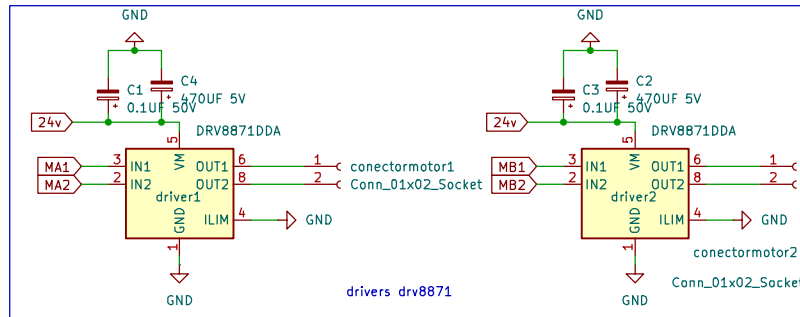 GND
C1
0.1UF 50V
C4
470UF 5V
24v
DRV8871DDA
5
VM
MA1
3
IN1
OUT1
6
1
conectormotor1
MA2
2
IN2
OUT2
8
2
Conn_01x02_Socket
driver1
GND
ILIM
4
GND
1
GND
GND
C3
0.1UF 50V
C2
470UF 5V
24v
DRV8871DDA
5
VM
MB1
3
IN1
OUT1
6
1
MB2
2
IN2
OUT2
8
2
driver2
GND
ILIM
4
GND
1
GND
conectormotor2
Conn_01x02_Socket
drivers drv8871